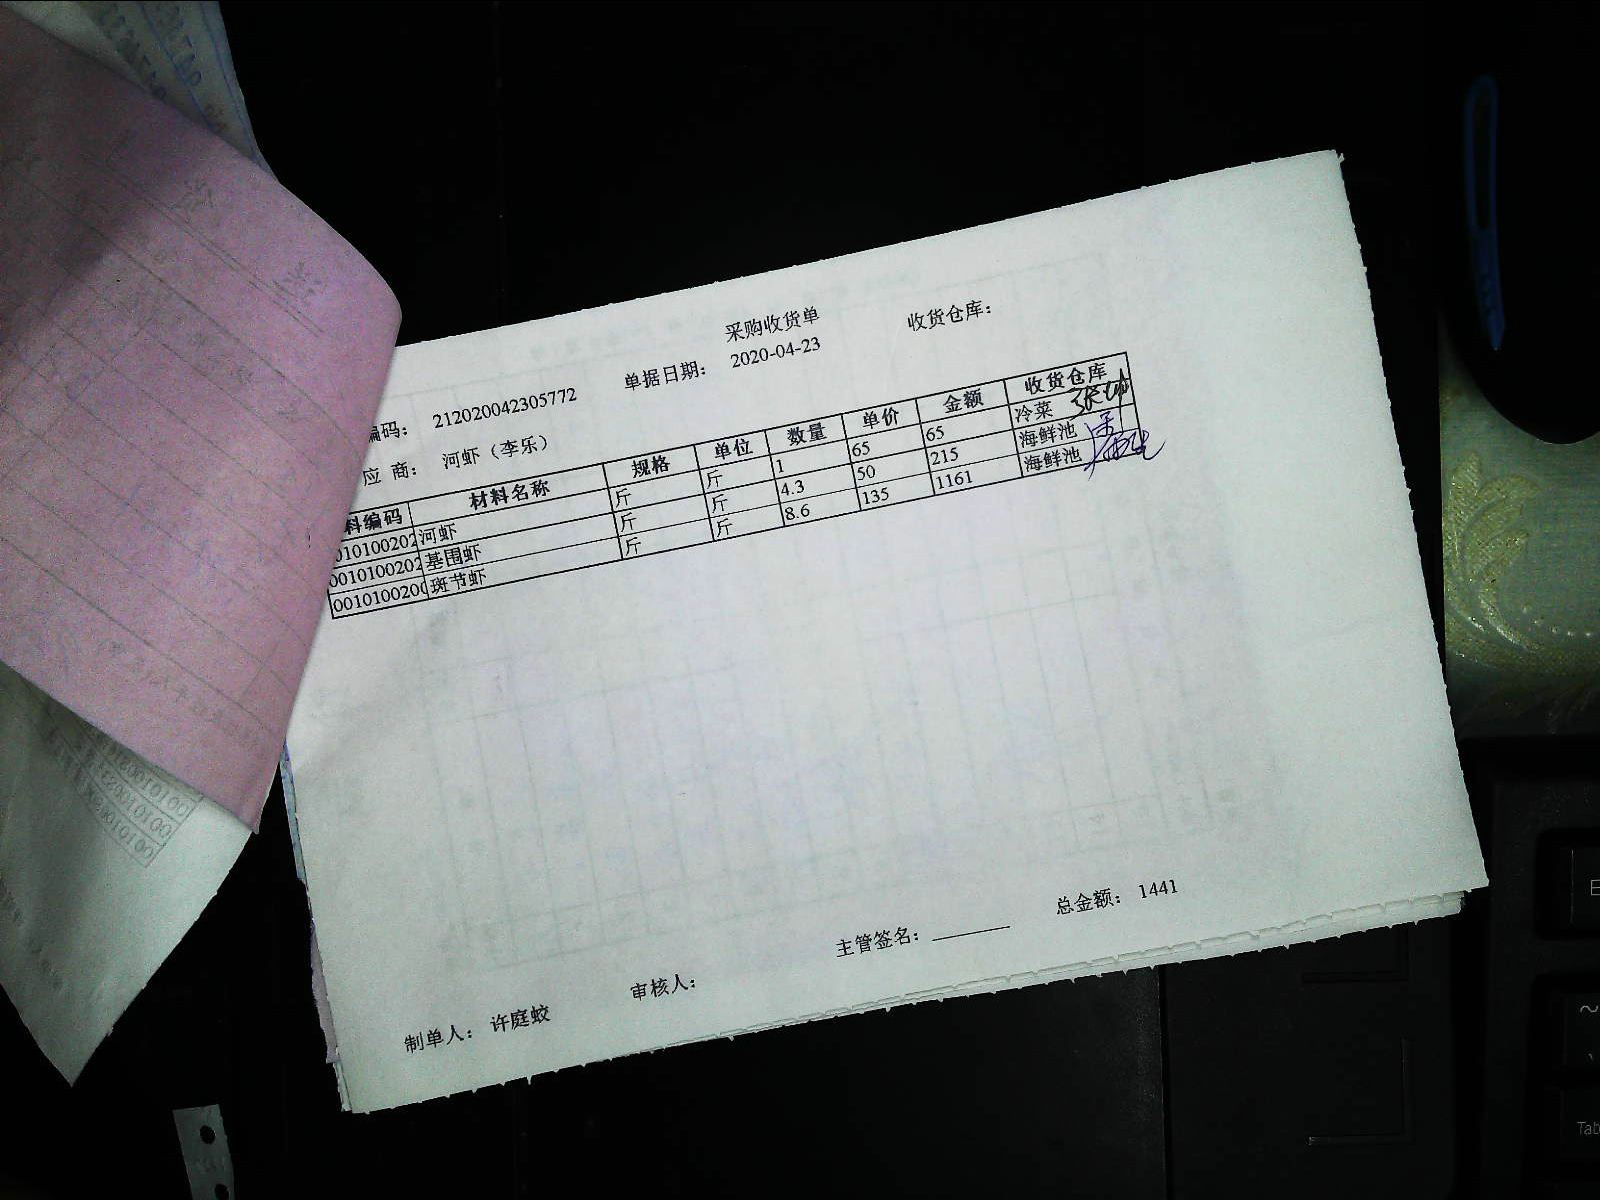 采购收货单
编码： 212020042305772 单据日期： 2020-04-23 收货仓库：
应 商： 河虾（李乐）
料编码 材料名称 规格 单位 数量 单价 金额 收货仓库
010100202 河虾 斤 斤 1 65 65 冷菜
001010020 基围虾 斤 斤 4.3 50 215 海鲜池
001010020 斑节虾 斤 斤 8.6 135 1161 海鲜池
主管签名： 总金额： 1441
制单人： 许庭蛟 审核人：